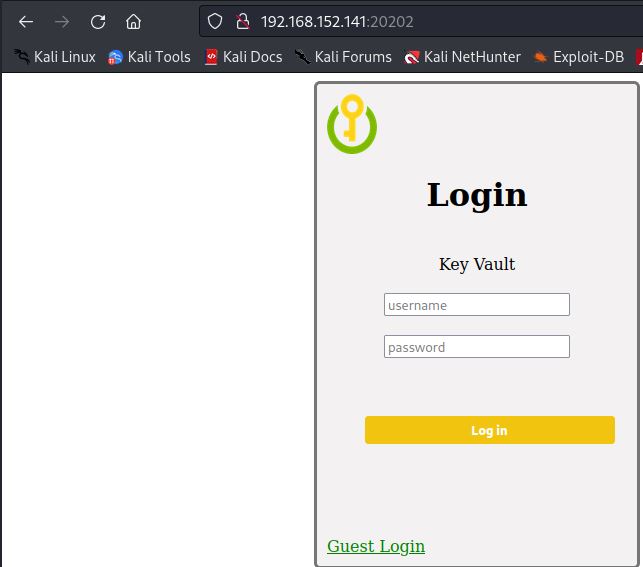 192.168.152.141:20202
Kali Linux Kali Tools Kali Docs Kali Forums Kali NetHunter Exploit-DB
Login
Key Vault
username
password
Log in
Guest Login